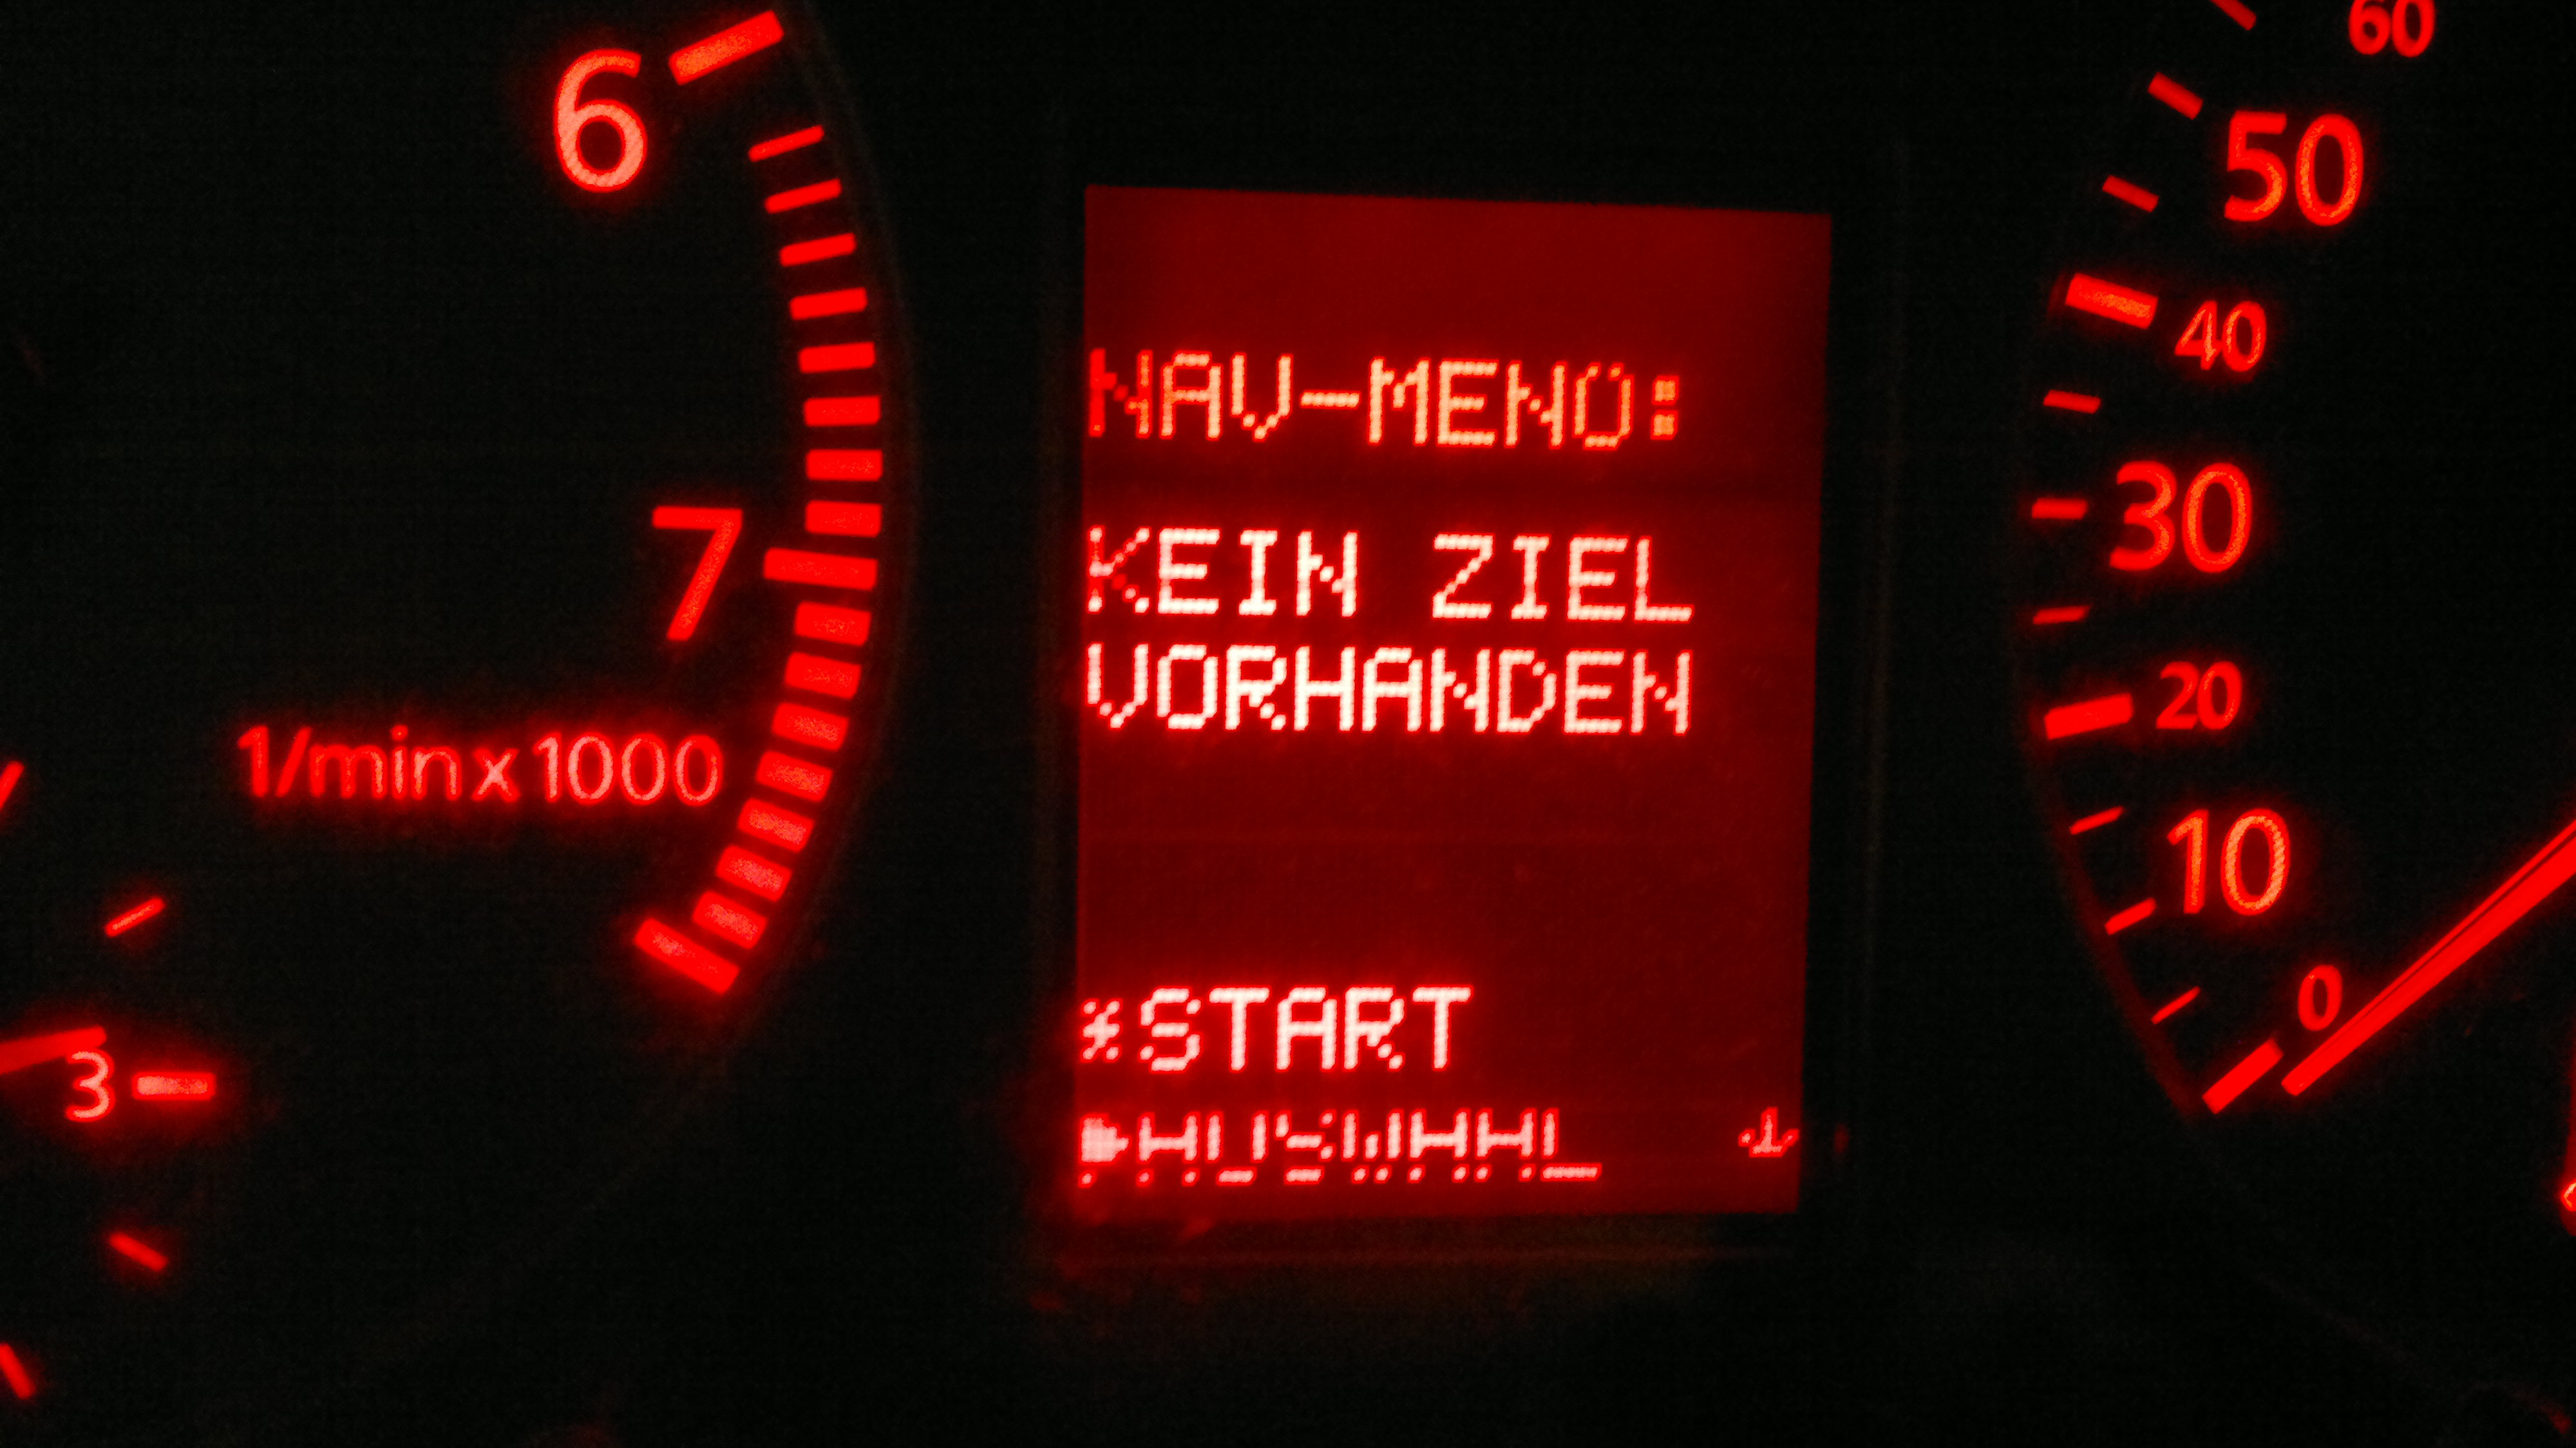 6
7
1/min x 1000
3
NAV-MENÜ:
KEIN ZIEL
VORHANDEN
*START
▶AUSWAHL ↓
60
50
40
30
20
10
0